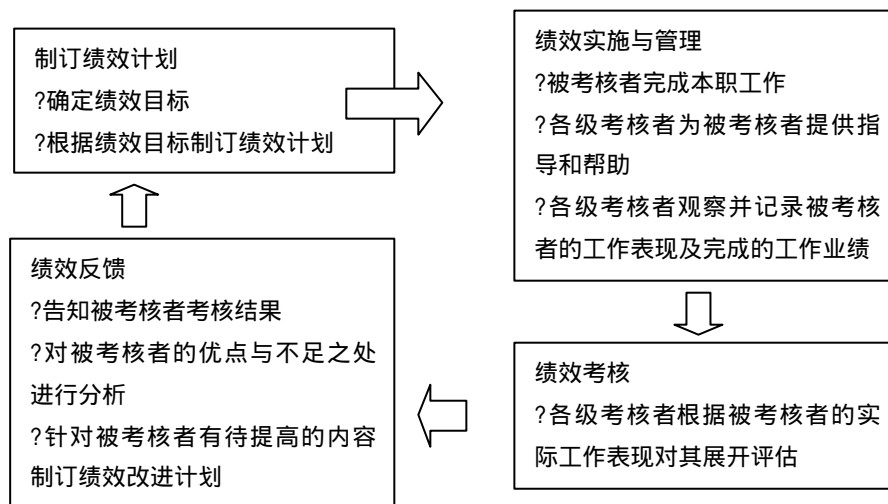 制订绩效计划
?确定绩效目标
?根据绩效目标制订绩效计划
绩效实施与管理
?被考核者完成本职工作
?各级考核者为被考核者提供指
导和帮助
?各级考核者观察并记录被考核
者的工作表现及完成的工作业绩
绩效考核
?各级考核者根据被考核者的实
际工作表现对其展开评估
绩效反馈
?告知被考核者考核结果
?对被考核者的优点与不足之处
进行分析
?针对被考核者有待提高的内容
制订绩效改进计划